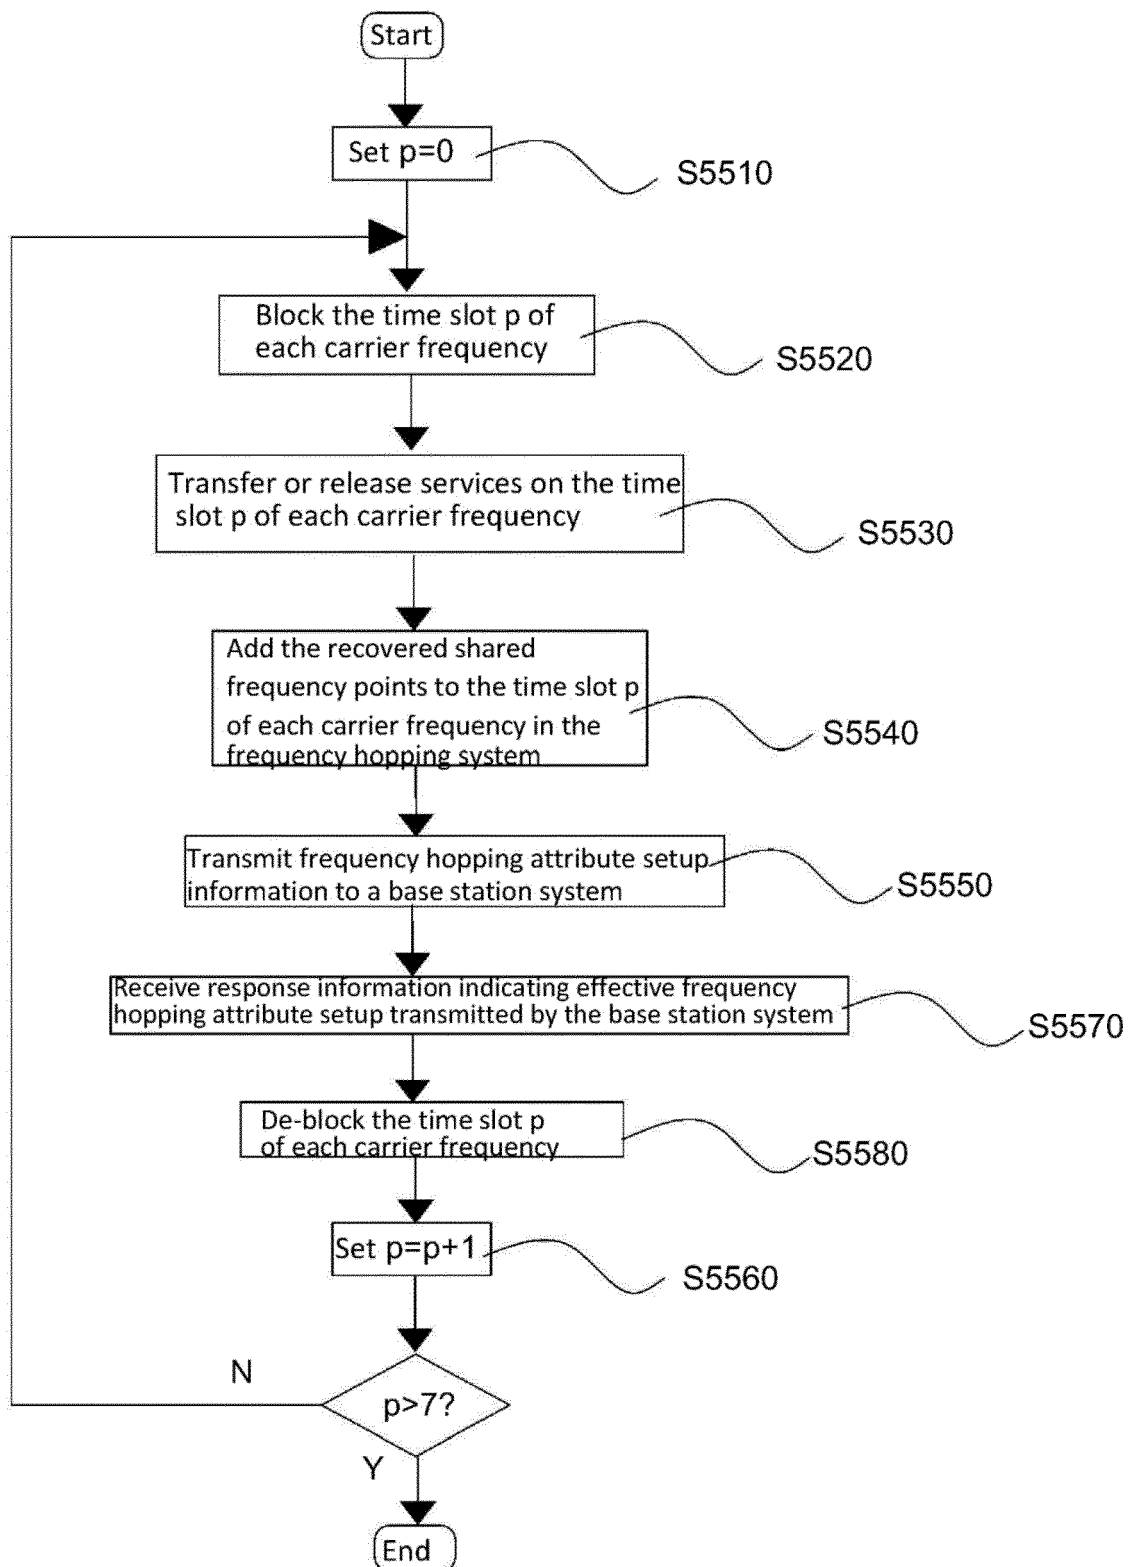 Start
Set p=0
S5510
Block the time slot p of
each carrier frequency
S5520
Transfer or release services on the time
slot p of each carrier frequency
S5530
Add the recovered shared
frequency points to the time slot p
of each carrier frequency in the
frequency hopping system
S5540
Transmit frequency hopping attribute setup
information to a base station system
S5550
Receive response information indicating effective frequency
hopping attribute setup transmitted by the base station system
S5570
De-block the time slot p
of each carrier frequency
S5580
Set p=p+1
S5560
N
p>7?
Y
End